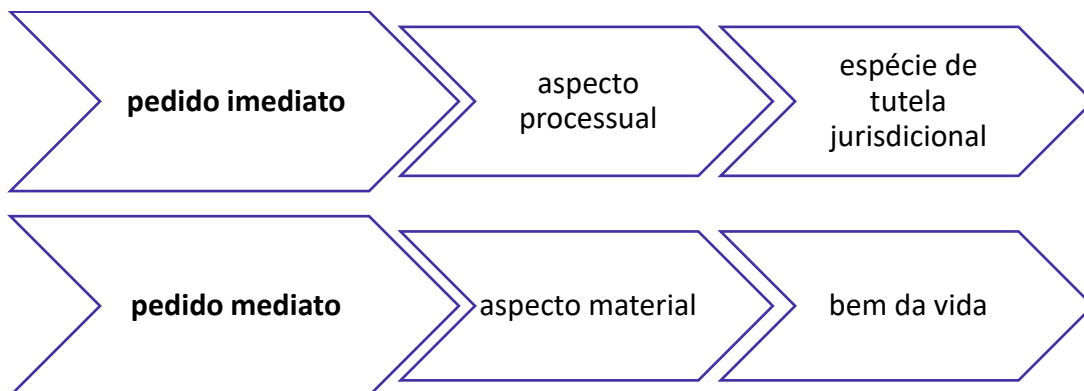 pedido imediato
aspecto
processual
espécie de
tutela
jurisdicional
pedido mediato
aspecto material
bem da vida